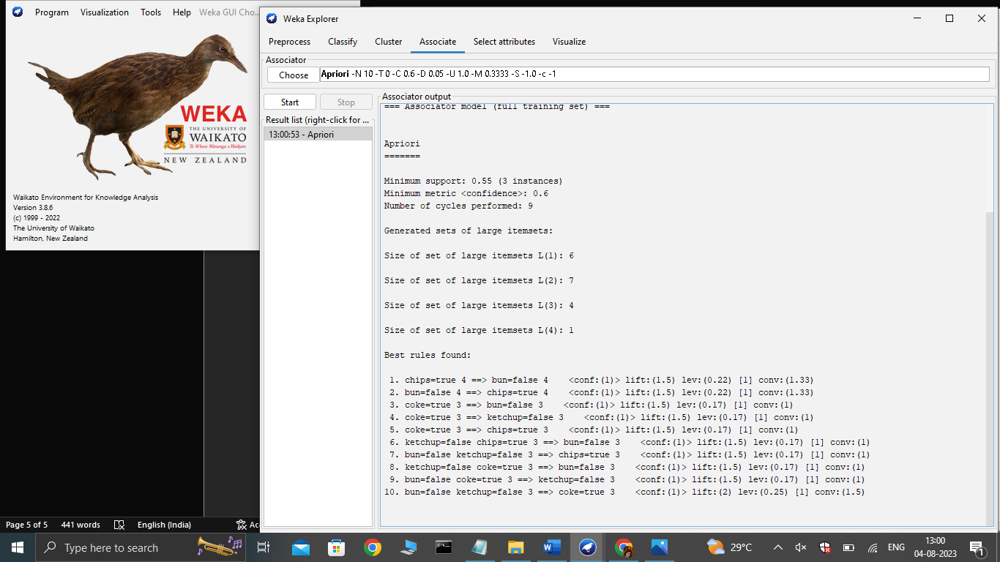 Program Visualization Tools Help Weka GUI Cho...
WEKA
THE UNIVERSITY OF
WAIKATO
Te Whare Wānanga o Waikato
NEW ZEALAND
Waikato Environment for Knowledge Analysis
Version 3.8.6
(c) 1999 - 2022
The University of Waikato
Hamilton, New Zealand
Weka Explorer
Preprocess Classify Cluster Associate Select attributes Visualize
Associator
Choose Apriori -N 10 -T 0 -C 0.6 -D 0.05 -U 1.0 -M 0.3333 -S -1.0 -c -1
Start Stop
Result list (right-click for ...
13:00:53 - Apriori
Associator output
=== Associator model (full training set) ===
Apriori
=======
Minimum support: 0.55 (3 instances)
Minimum metric <confidence>: 0.6
Number of cycles performed: 9
Generated sets of large itemsets:
Size of set of large itemsets L(1): 6
Size of set of large itemsets L(2): 7
Size of set of large itemsets L(3): 4
Size of set of large itemsets L(4): 1
Best rules found:
1. chips=true 4 ==> bun=false 4 <conf:(1)> lift:(1.5) lev:(0.22) [1] conv:(1.33)
2. bun=false 4 ==> chips=true 4 <conf:(1)> lift:(1.5) lev:(0.22) [1] conv:(1.33)
3. coke=true 3 ==> bun=false 3 <conf:(1)> lift:(1.5) lev:(0.17) [1] conv:(1)
4. coke=true 3 ==> ketchup=false 3 <conf:(1)> lift:(1.5) lev:(0.17) [1] conv:(1)
5. coke=true 3 ==> chips=true 3 <conf:(1)> lift:(1.5) lev:(0.17) [1] conv:(1)
6. ketchup=false chips=true 3 ==> bun=false 3 <conf:(1)> lift:(1.5) lev:(0.17) [1] conv:(1)
7. bun=false ketchup=false 3 ==> chips=true 3 <conf:(1)> lift:(1.5) lev:(0.17) [1] conv:(1)
8. ketchup=false coke=true 3 ==> bun=false 3 <conf:(1)> lift:(1.5) lev:(0.17) [1] conv:(1)
9. bun=false coke=true 3 ==> ketchup=false 3 <conf:(1)> lift:(1.5) lev:(0.17) [1] conv:(1)
10. bun=false ketchup=false 3 ==> coke=true 3 <conf:(1)> lift:(2) lev:(0.25) [1] conv:(1.5)
Page 5 of 5 441 words English (India) Ac
Type here to search
29°C ENG
13:00
04-08-2023
1